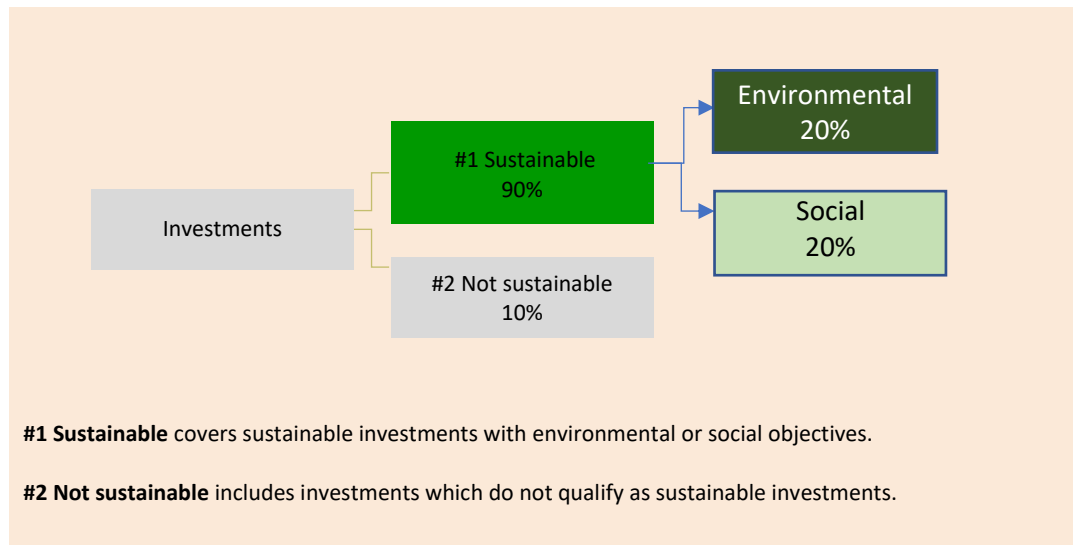 Environmental
20%
#1 Sustainable
90%
Social
20%
Investments
#2 Not sustainable
10%
#1 Sustainable covers sustainable investments with environmental or social objectives.
#2 Not sustainable includes investments which do not qualify as sustainable investments.